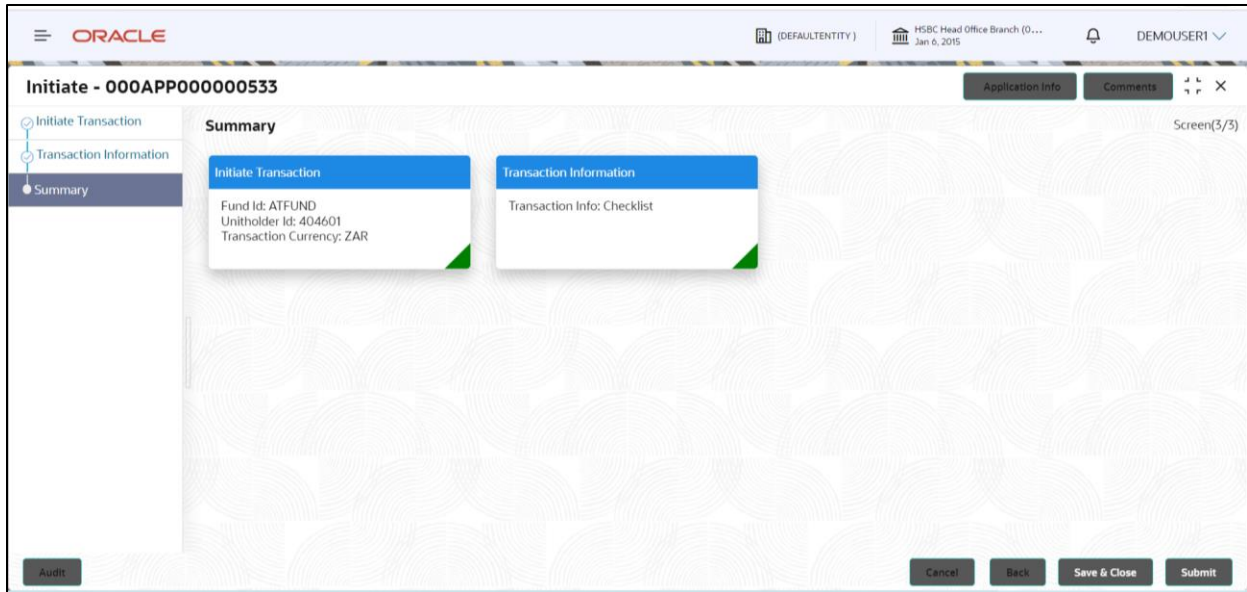 ORACLE
(DEFAULTENTITY )
HSBC Head Office Branch (0...
Jan 6, 2015
DEMOUSER1
Initiate - 000APP000000533
Application Info
Comments
Initiate Transaction
Transaction Information
Summary
Summary
Screen(3/3)
Initiate Transaction
Fund Id: ATFUND
Unitholder Id: 404601
Transaction Currency: ZAR
Transaction Information
Transaction Info: Checklist
Audit
Cancel
Back
Save & Close
Submit